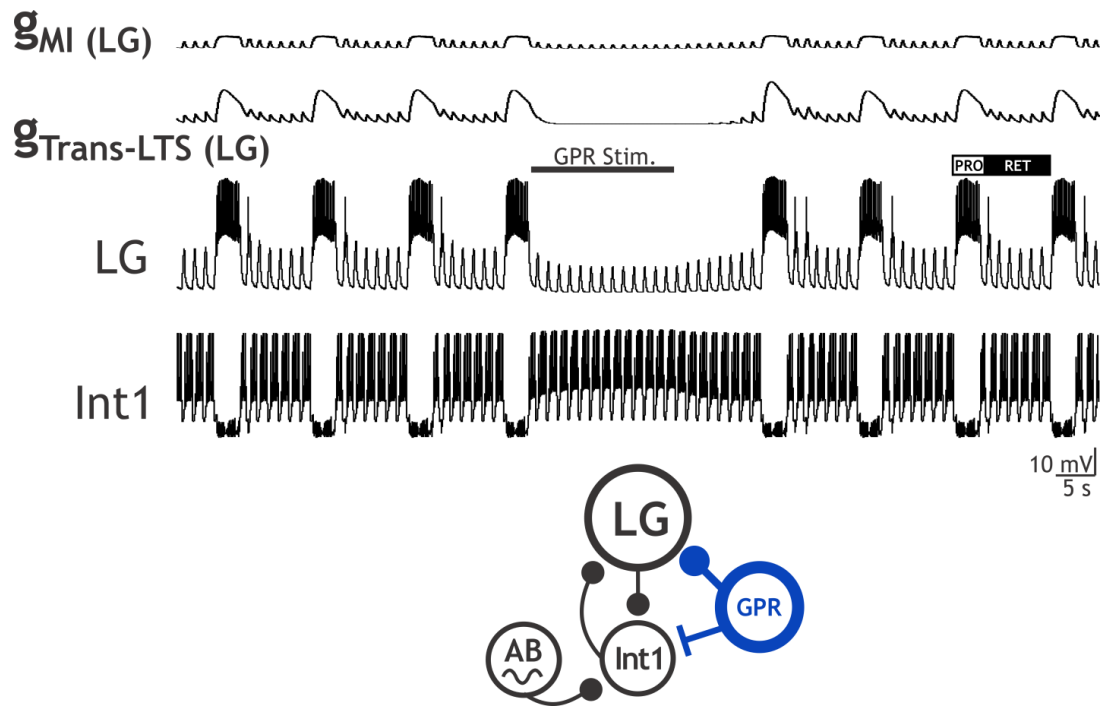 gMI (LG)
gTrans-LTS (LG)
GPR Stim.
PRO RET
LG
Int1
10 mV
5 s
LG
GPR
AB
Int1